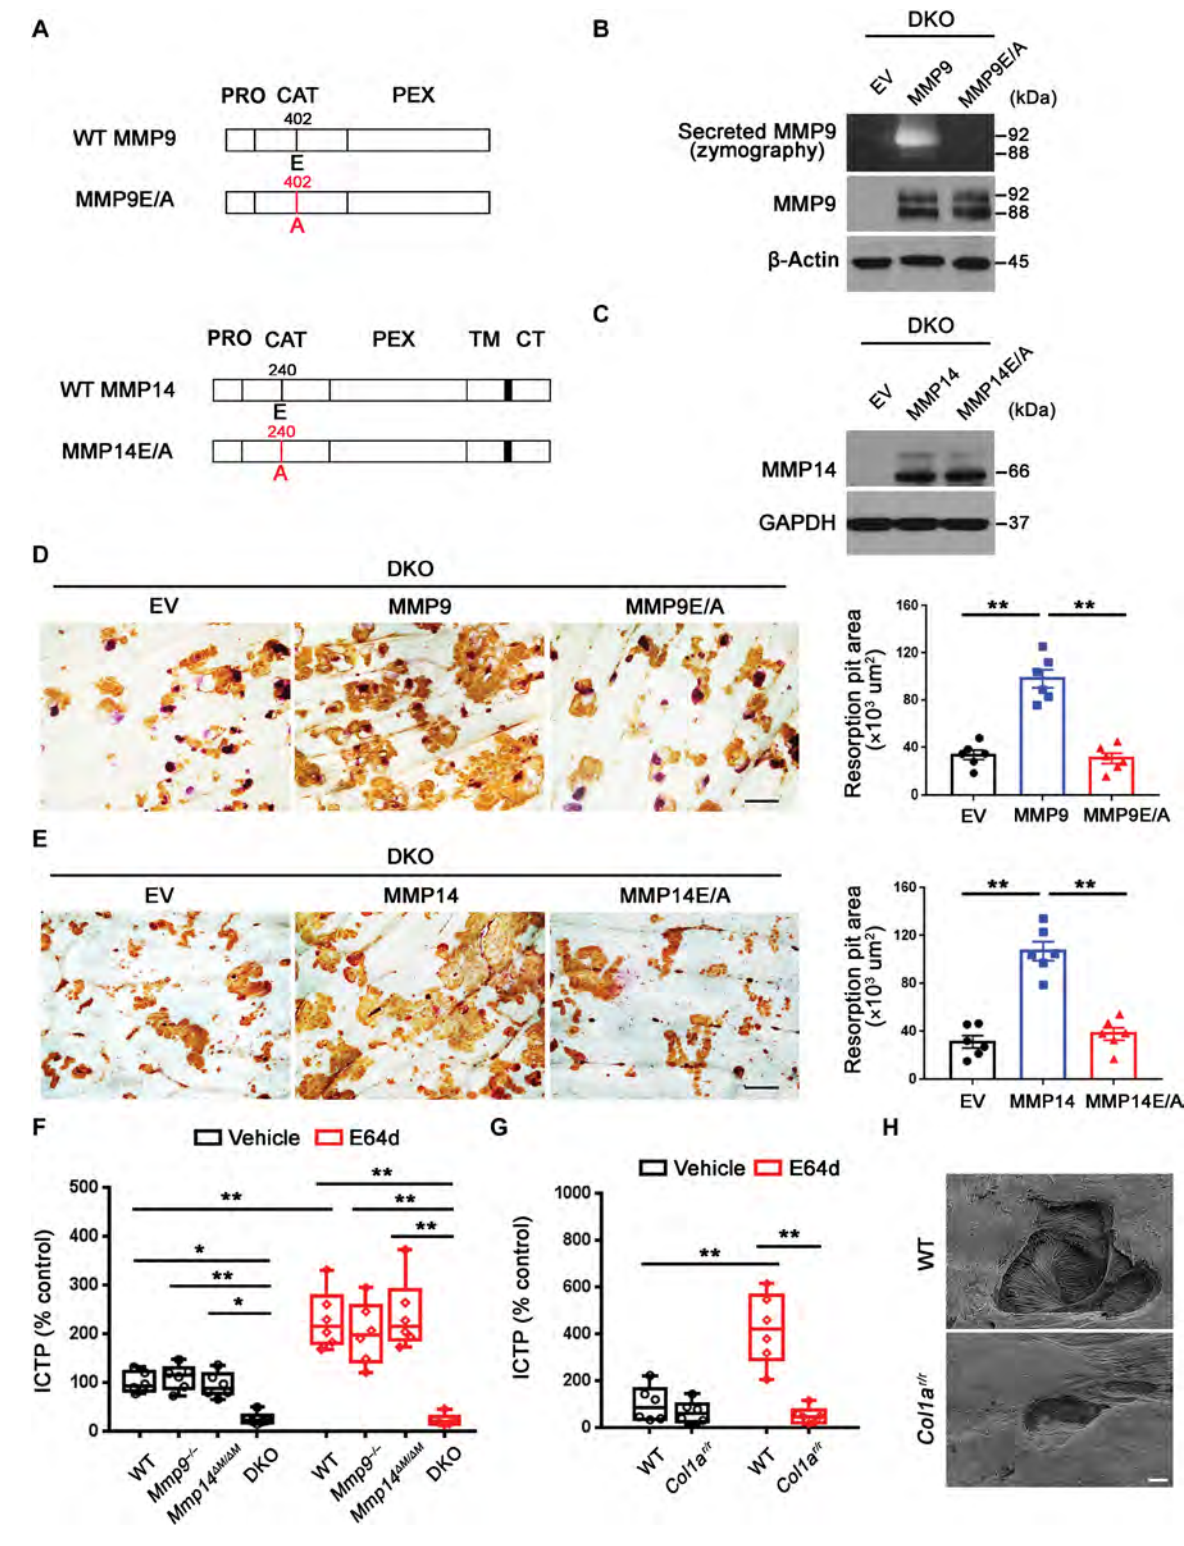 A
PRO CAT PEX
402
WT MMP9
E
402
MMP9E/A
A
PRO CAT PEX TM CT
240
WT MMP14
E
240
MMP14E/A
A
B
DKO
EV MMP9 MMP9E/A (kDa)
Secreted MMP9
(zymography)
–92
–88
MMP9
–92
–88
β-Actin –45
C
DKO
EV MMP14 MMP14E/A (kDa)
MMP14 –66
GAPDH –37
D
DKO
EV MMP9 MMP9E/A
Resorption pit area
(×10³ um²)
160
120
80
40
0
** **
EV MMP9 MMP9E/A
E
DKO
EV MMP14 MMP14E/A
Resorption pit area
(×10³ um²)
160
120
80
40
0
** **
EV MMP14 MMP14E/A
F
Vehicle E64d
ICTP (% control)
500
400
300
200
100
0
**
**
**
**
*
**
*
WT Mmp9⁻/⁻ Mmp14ΔM/ΔM DKO WT Mmp9⁻/⁻ Mmp14ΔM/ΔM DKO
G
Vehicle E64d
ICTP (% control)
1000
800
600
400
200
0
** **
WT Col1aʳ/ʳ WT Col1aʳ/ʳ
H
WT
Col1aʳ/ʳ